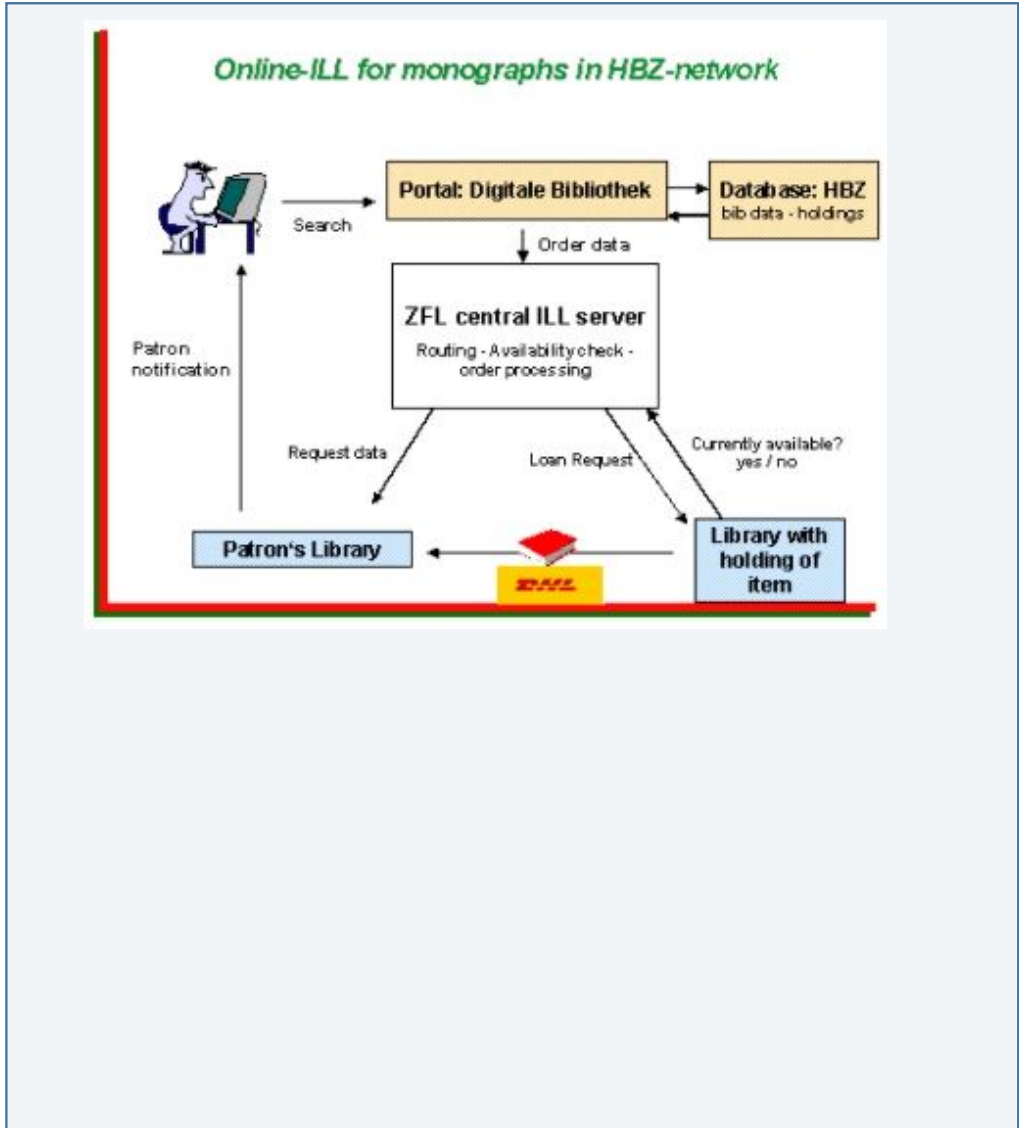 Online-ILL for monographs in HBZ-network
Portal: Digitale Bibliothek
Database: HBZ
bib data - holdings
Search
Order data
ZFL central ILL server
Routing - Availability check -
order processing
Patron
notification
Request data
Loan Request
Currently available?
yes / no
Patron‘s Library
DHL
Library with
holding of
item